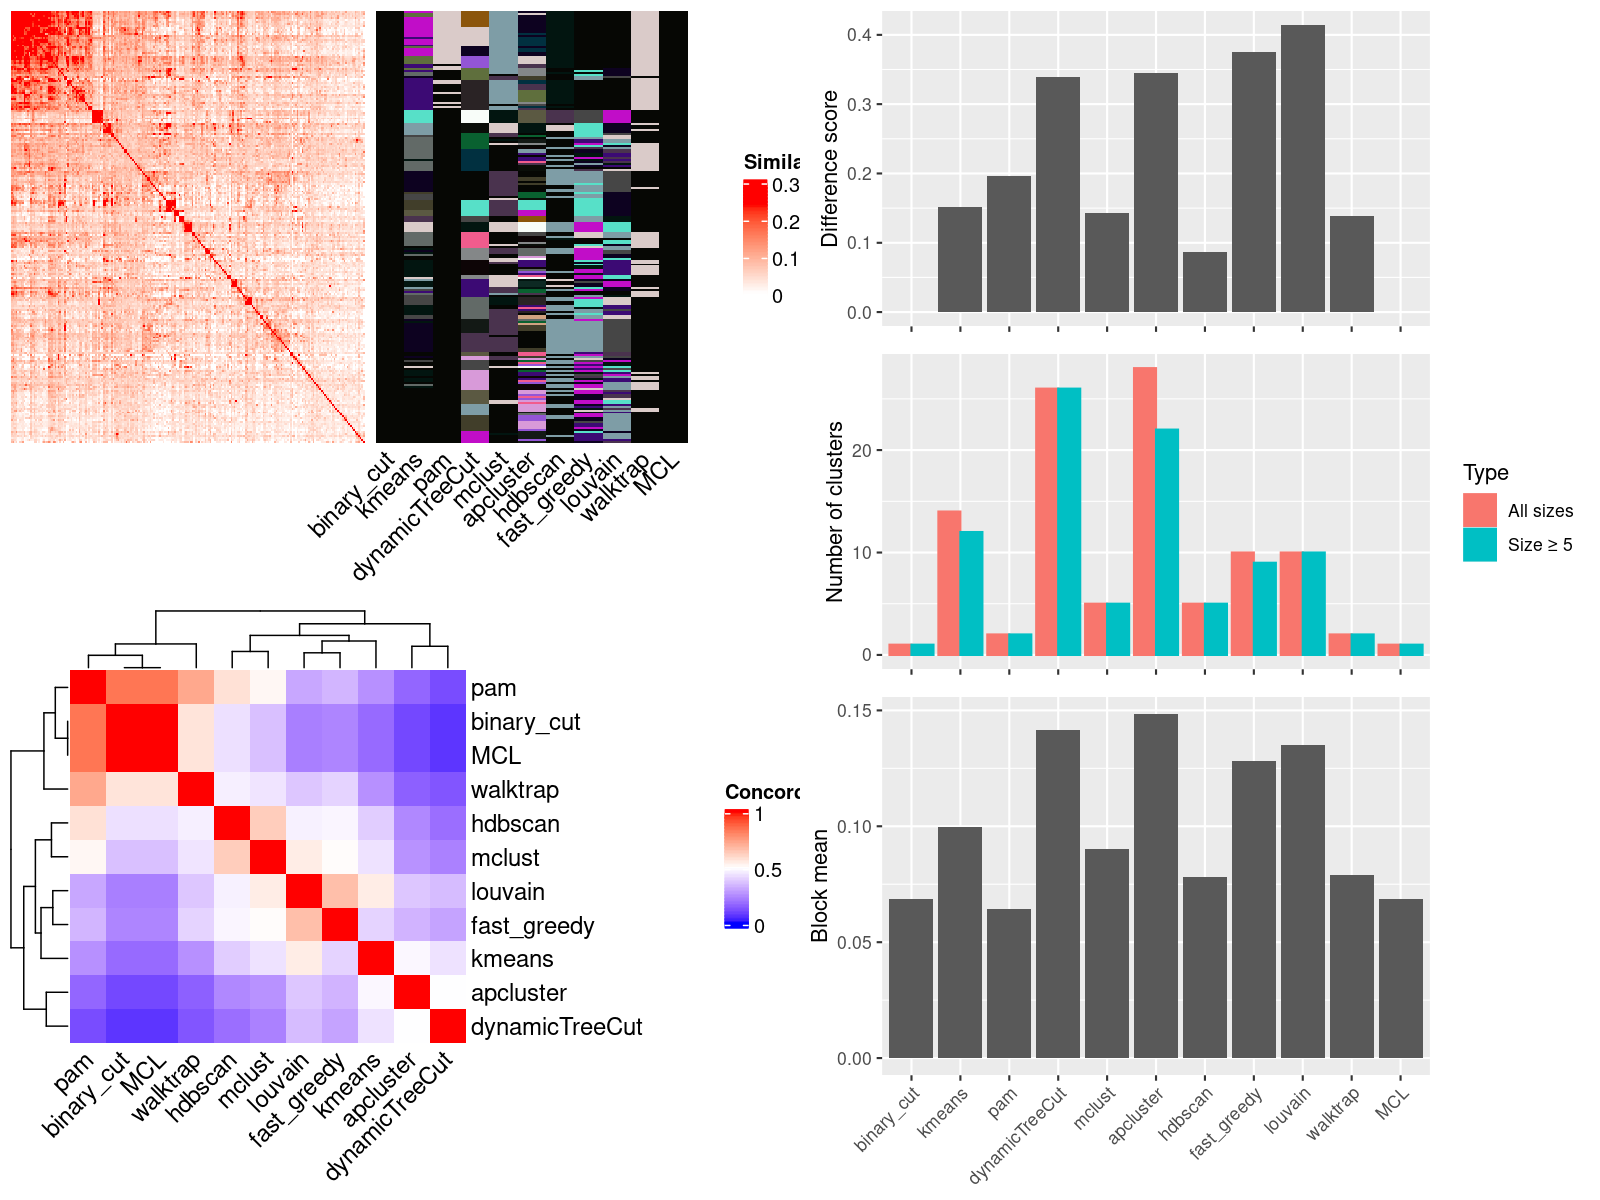 Simila
0.3
0.2
0.1
0
binary_cut
kmeans
pam
dynamicTreeCut
mclust
apcluster
hdbscan
fast_greedy
louvain
walktrap
MCL
pam
binary_cut
MCL
walktrap
hdbscan
mclust
louvain
fast_greedy
kmeans
apcluster
dynamicTreeCut
pam
binary_cut
MCL
walktrap
hdbscan
mclust
louvain
fast_greedy
kmeans
apcluster
dynamicTreeCut
Concord
1
0.5
0
Difference score
0.4
0.3
0.2
0.1
0.0
Number of clusters
20
10
0
Type
All sizes
Size ≥ 5
Block mean
0.15
0.10
0.05
0.00
binary_cut
kmeans
pam
dynamicTreeCut
mclust
apcluster
hdbscan
fast_greedy
louvain
walktrap
MCL